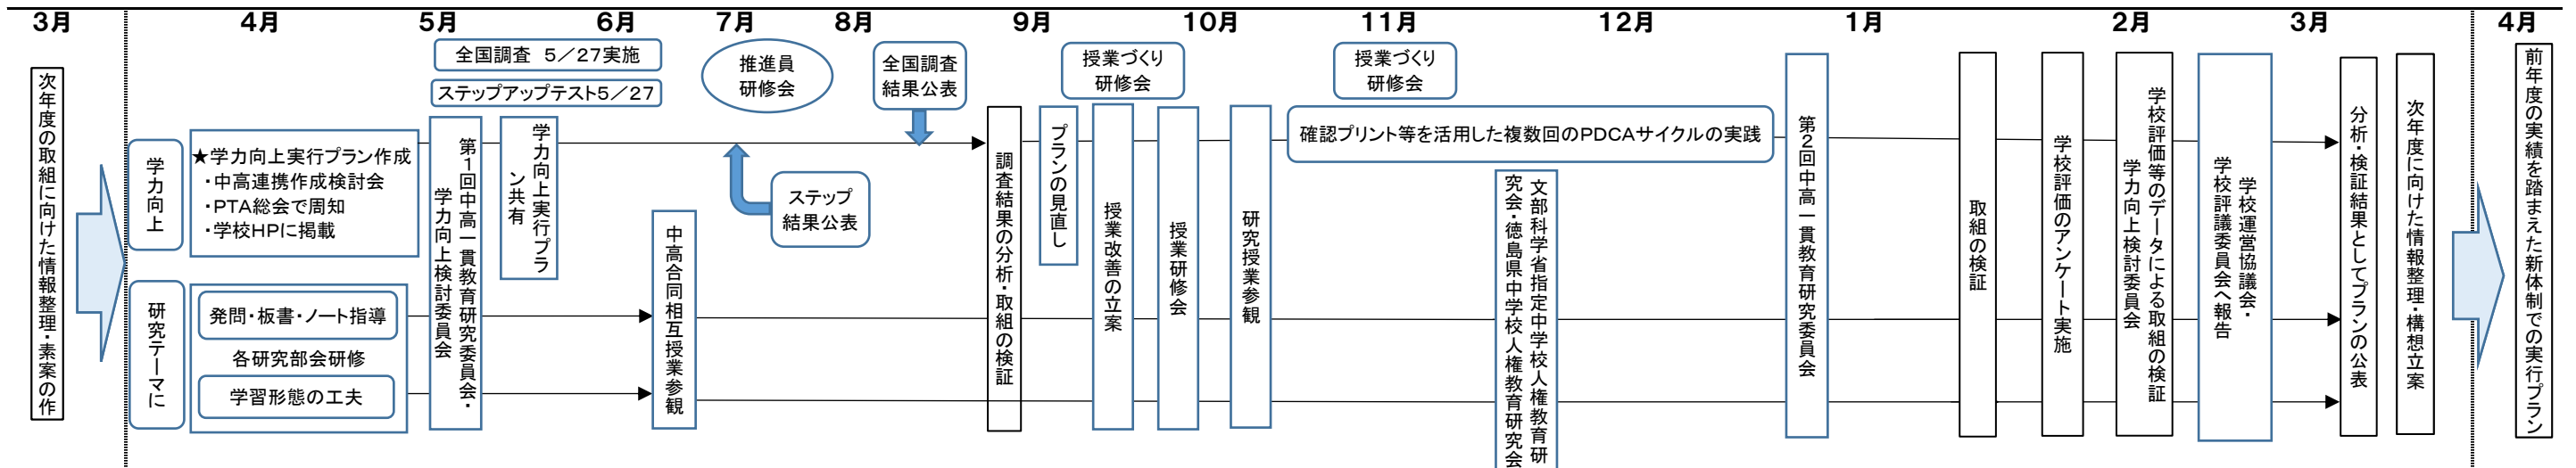 3月
4月
5月
6月
7月
8月
9月
10月
11月
12月
1月
2月
3月
4月
次年度の取組に向けた情報整理・素案の作
学力向上
★学力向上実行プラン作成
・中高連携作成検討会
・PTA総会で周知
・学校HPに掲載
研究テーマに
発問・板書・ノート指導
各研究部会研修
学習形態の工夫
全国調査 5/27実施
ステップアップテスト5/27
第1回中高一貫教育研究委員会・
学力向上検討委員会
学力向上実行プラ
ン共有
中高合同相互授業参観
推進員
研修会
ステップ
結果公表
全国調査
結果公表
調査結果の分析・取組の検証
プランの見直し
授業づくり
研修会
授業改善の立案
授業研修会
研究授業参観
授業づくり
研修会
確認プリント等を活用した複数回のPDCAサイクルの実践
文部科学省指定中学校人権教育研
究会・徳島県中学校人権教育研究会
第2回中高一貫教育研究委員会
取組の検証
学校評価のアンケート実施
学校評価等のデータによる取組の検証
学力向上検討委員会
学校運営協議会・
学校評議委員会へ報告
分析・検証結果としてプランの公表
次年度に向けた情報整理・構想立案
前年度の実績を踏まえた新体制での実行プラン